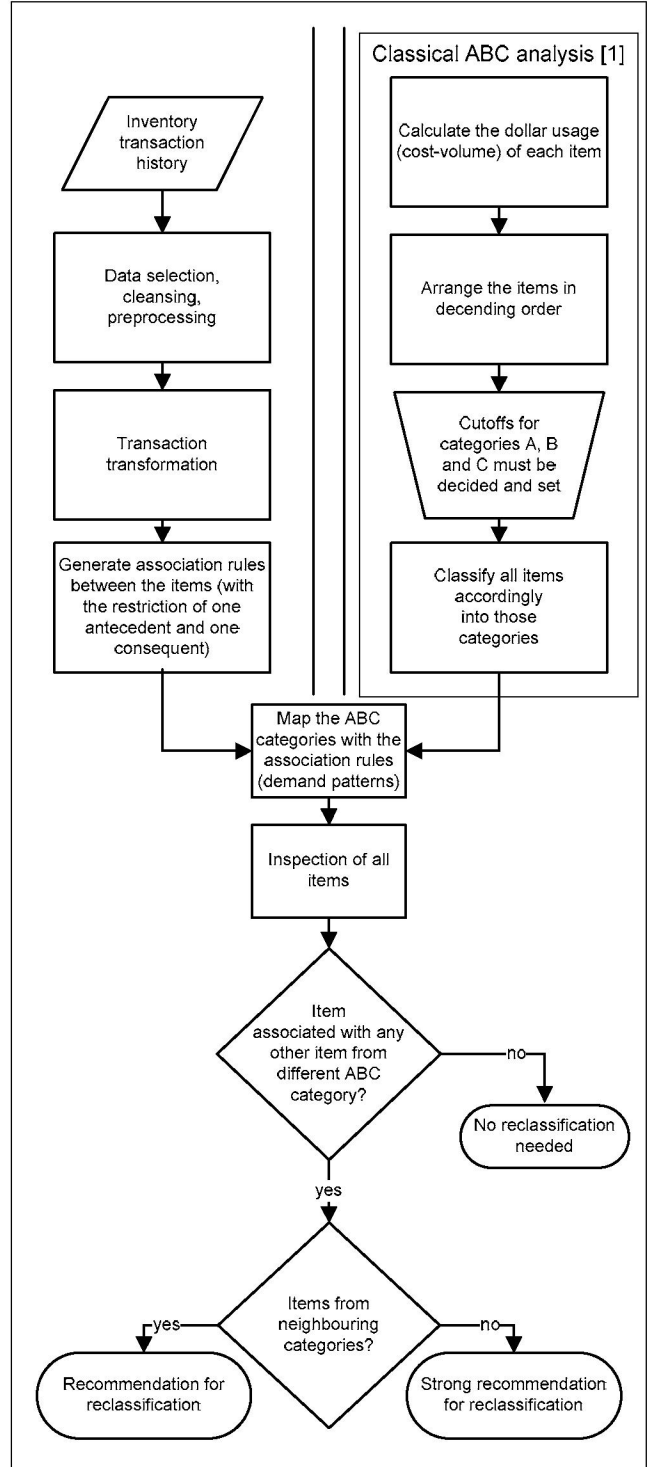 Classical ABC analysis [1]
Inventory
transaction
history
Data selection,
cleansing,
preprocessing
Transaction
transformation
Generate association rules
between the items (with
the restriction of one
antecedent and one
consequent)
Calculate the dollar usage
(cost-volume) of each item
Arrange the items in
decending order
Cutoffs for
categories A, B
and C must be
decided and set
Classify all items
accordingly
into those
categories
Map the ABC
categories with the
association rules
(demand patterns)
Inspection of all
items
Item
associated with any
other item from
different ABC
category?
no
No reclassification
needed
yes
Items from
neighbouring
categories?
yes
no
Recommendation for
reclassification
Strong recommendation
for reclassification